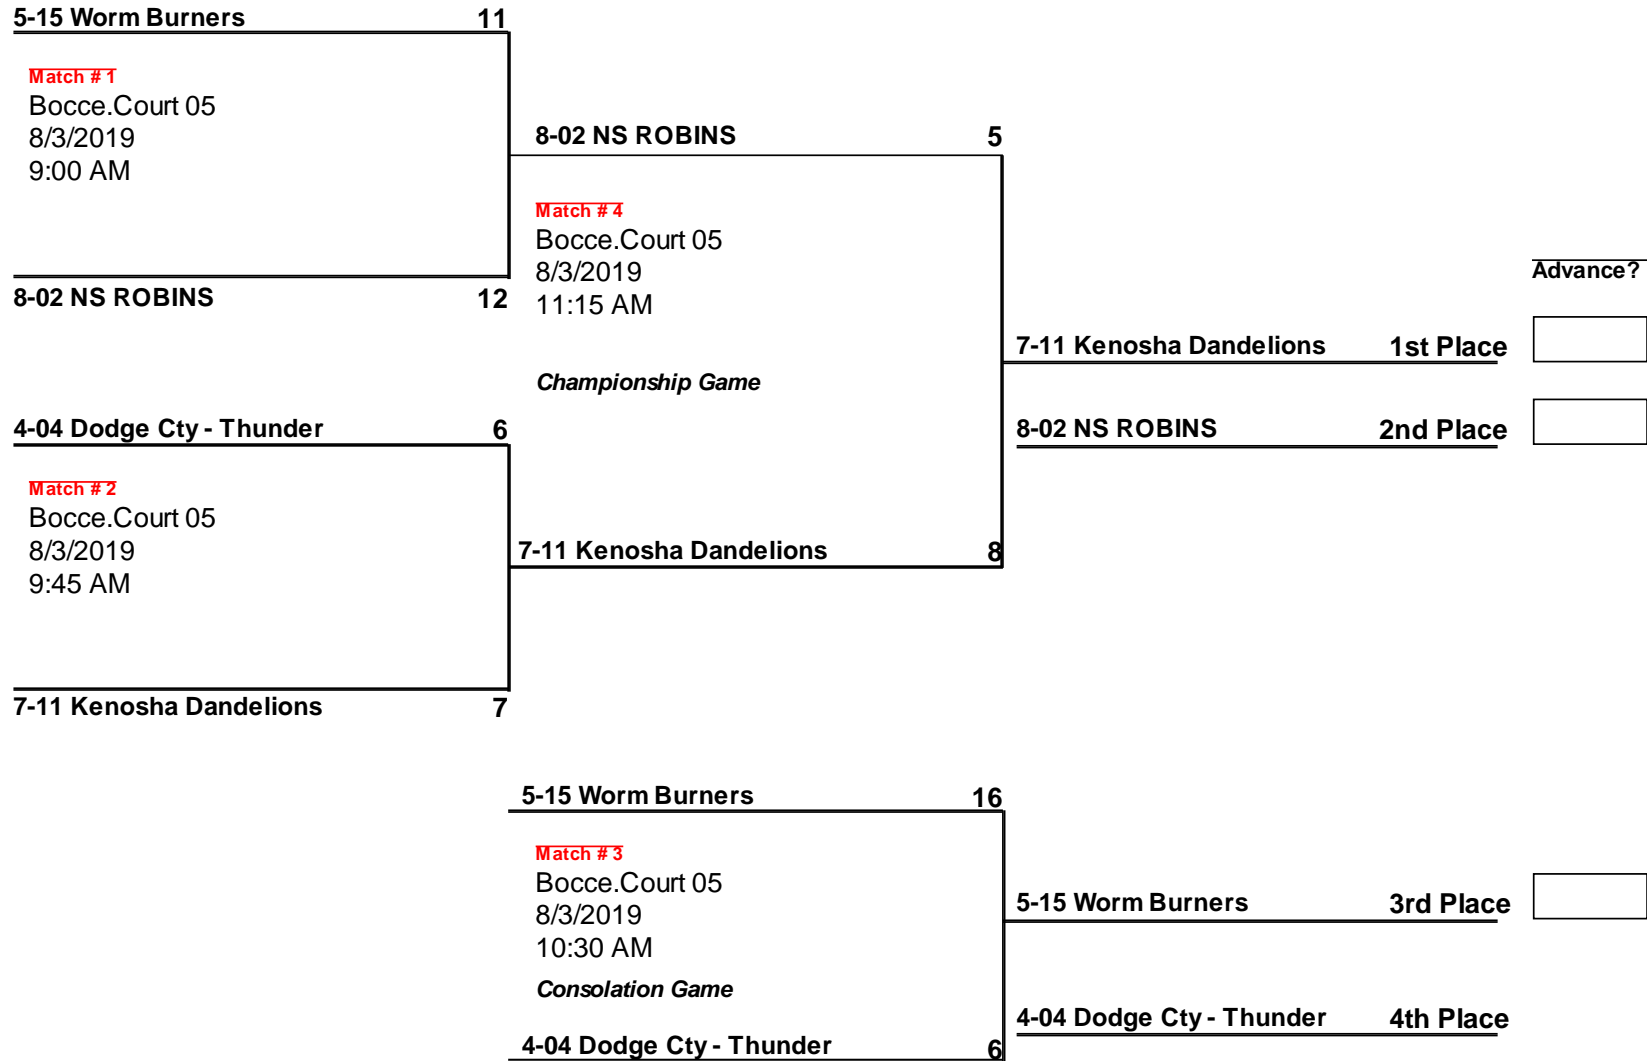 5-15 Worm Burners 11
Match # 1
Bocce.Court 05
8/3/2019
9:00 AM
8-02 NS ROBINS 12
8-02 NS ROBINS 5
Match # 4
Bocce.Court 05
8/3/2019
11:15 AM
Championship Game
7-11 Kenosha Dandelions 8
4-04 Dodge Cty - Thunder 6
Match # 2
Bocce.Court 05
8/3/2019
9:45 AM
7-11 Kenosha Dandelions 7
Advance?
7-11 Kenosha Dandelions 1st Place
8-02 NS ROBINS 2nd Place
5-15 Worm Burners 16
Match # 3
Bocce.Court 05
8/3/2019
10:30 AM
Consolation Game
4-04 Dodge Cty - Thunder 6
5-15 Worm Burners 3rd Place
4-04 Dodge Cty - Thunder 4th Place